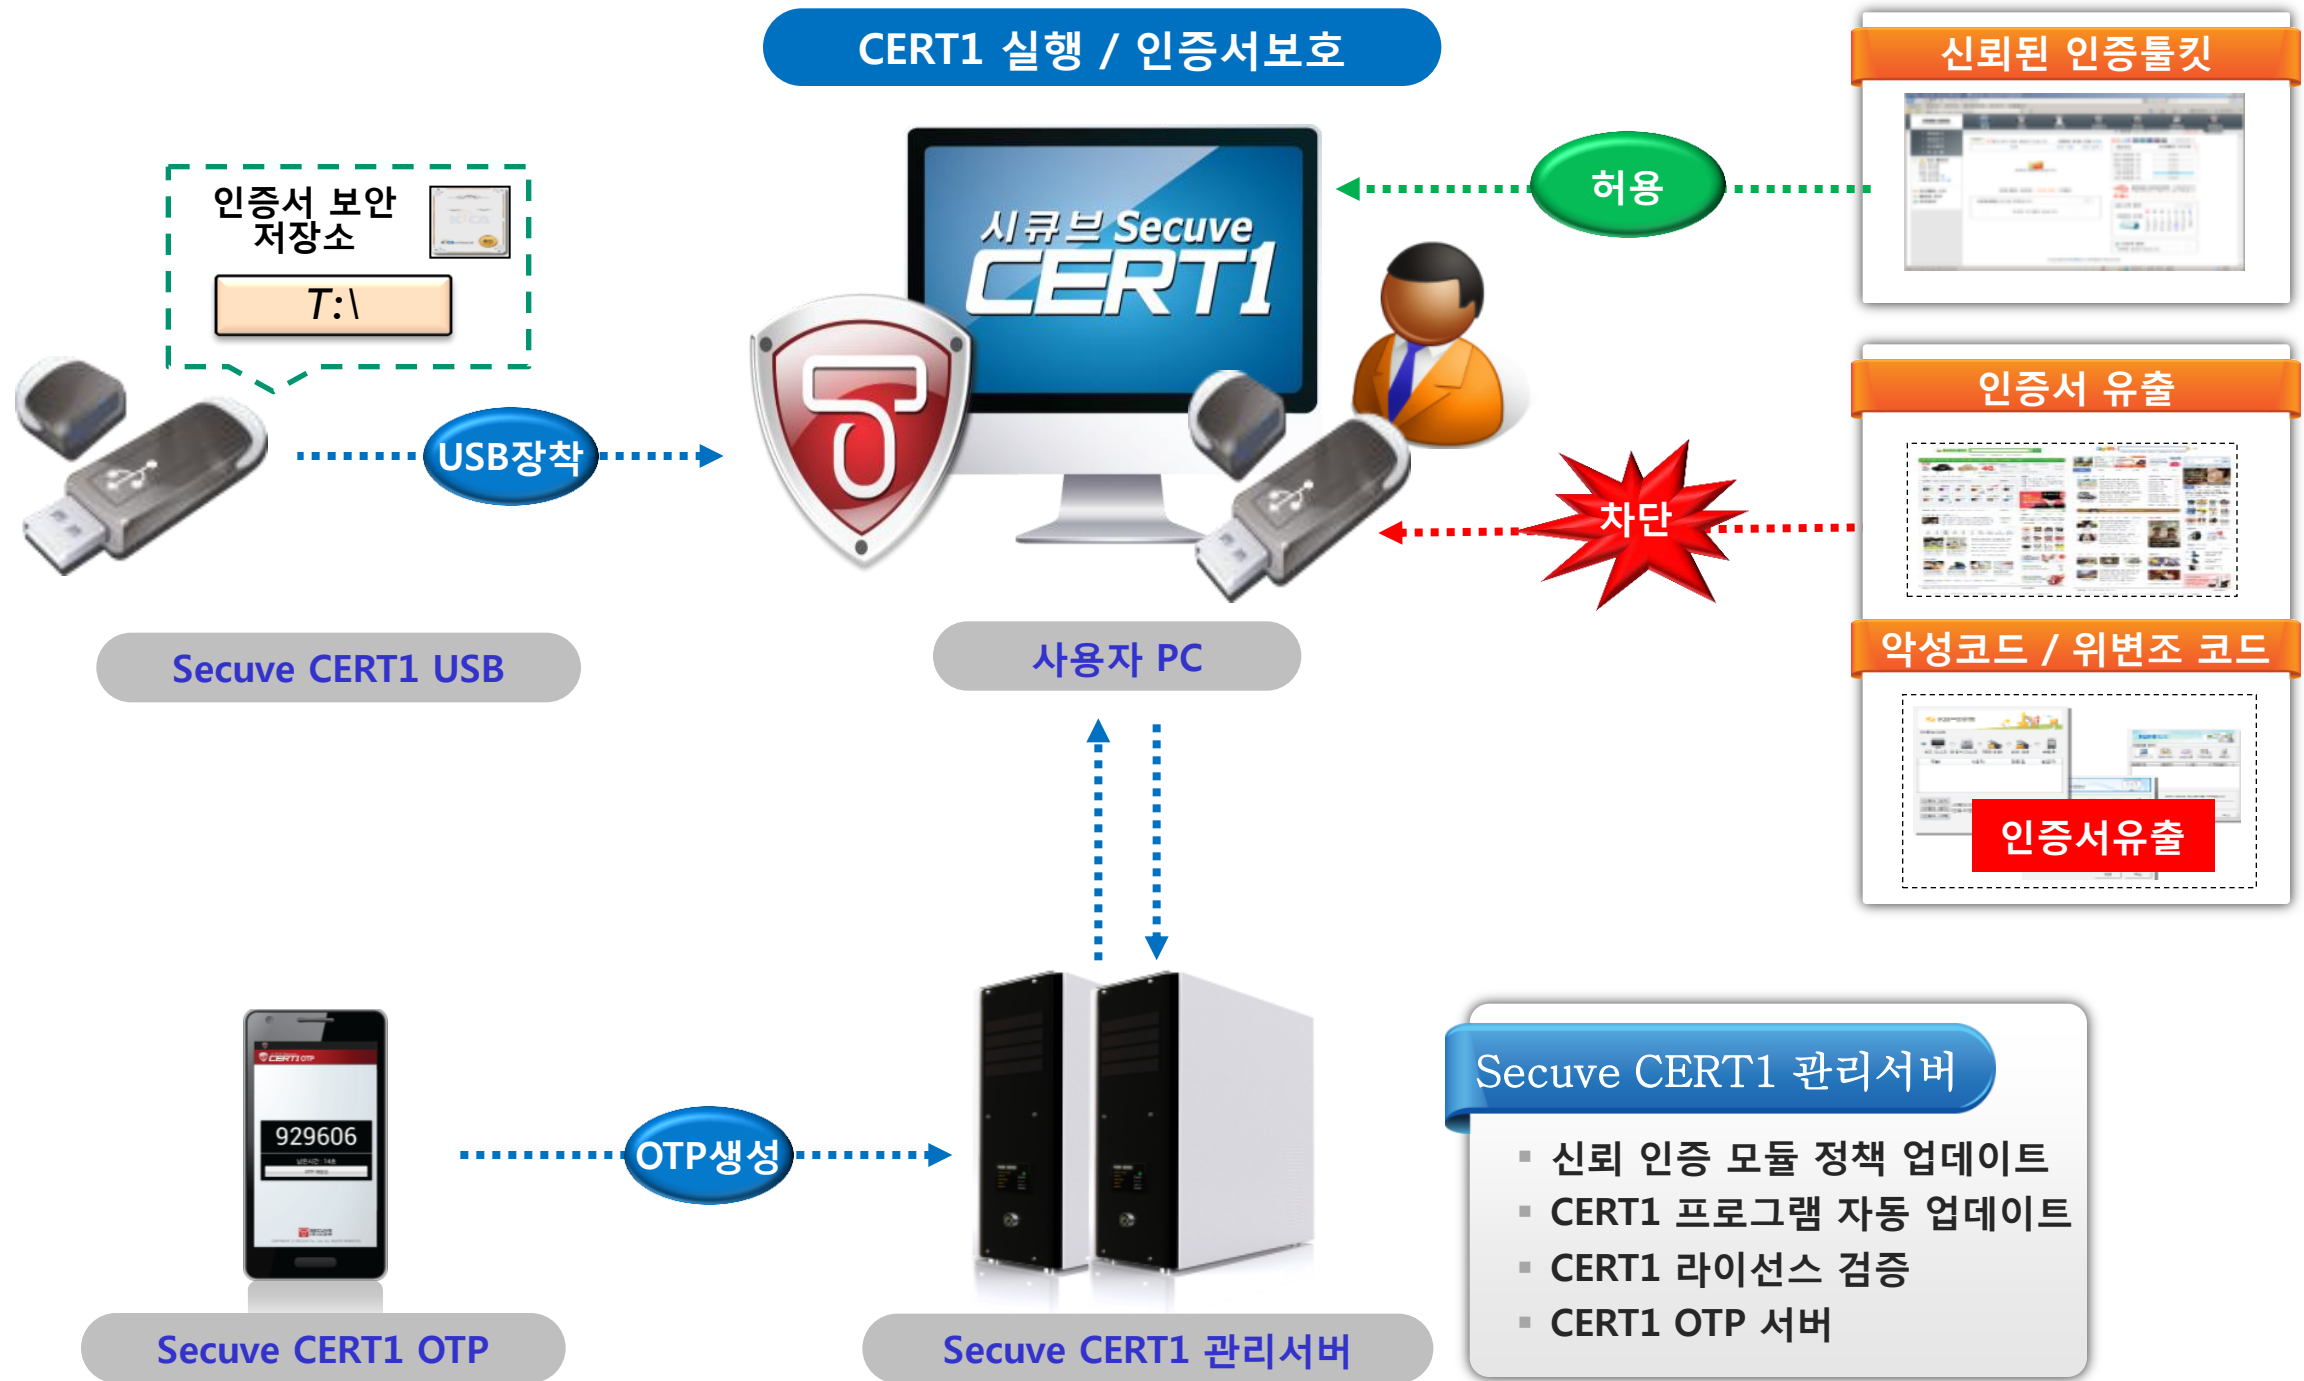 CERT1 실행 / 인증서보호
신뢰된 인증툴킷
허용
인증서 보안
저장소
T:\
시큐브 Secuve
CERT1
USB장착
인증서 유출
차단
악성코드 / 위변조 코드
인증서유출
Secuve CERT1 USB
사용자 PC
CERT1 OTP
929606
OTP생성
Secuve CERT1 관리서버
▪ 신뢰 인증 모듈 정책 업데이트
▪ CERT1 프로그램 자동 업데이트
▪ CERT1 라이선스 검증
▪ CERT1 OTP 서버
Secuve CERT1 OTP
Secuve CERT1 관리서버